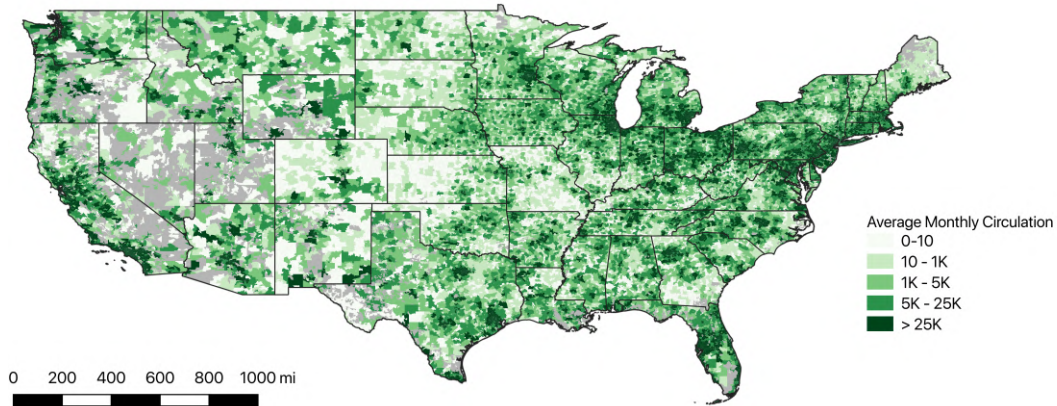 Average Monthly Circulation
0-10
10 - 1K
1K - 5K
5K - 25K
> 25K
0 200 400 600 800 1000 mi